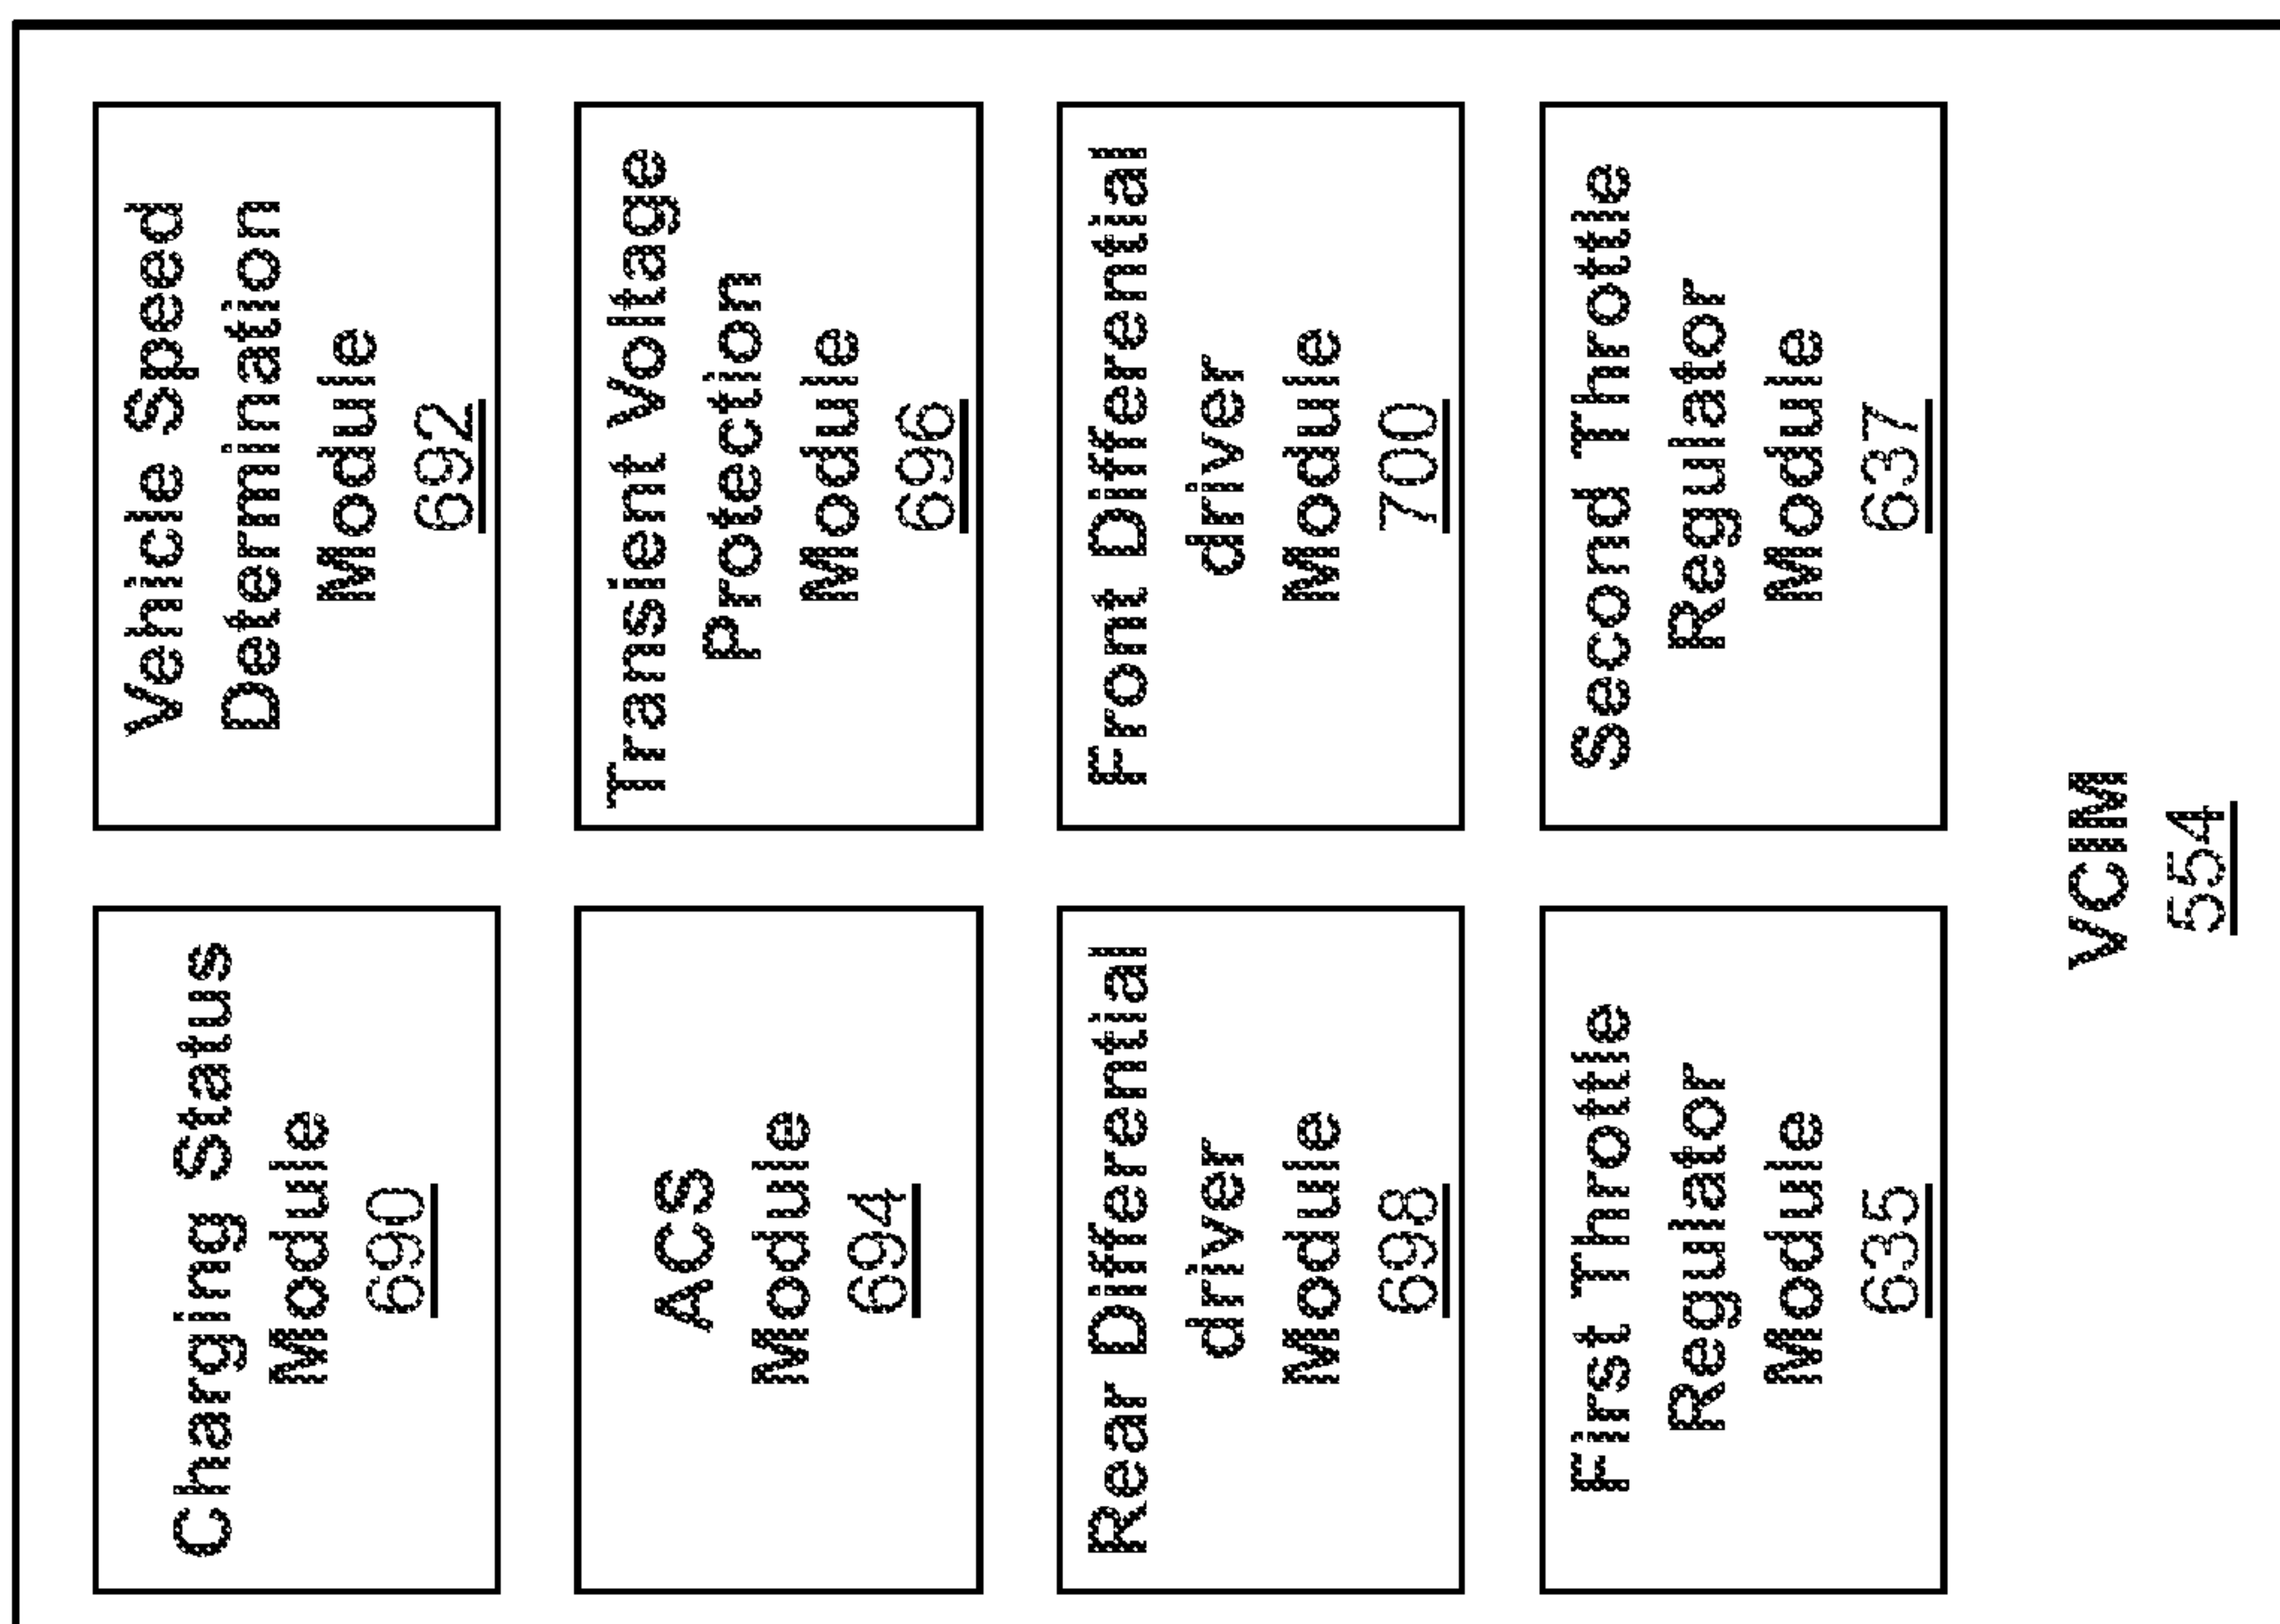 Charging Status
Module
690
Vehicle Speed
Determination
Module
692
ACS
Module
694
Transient Voltage
Protection
Module
696
Rear Differential
driver
Module
698
Front Differential
driver
Module
700
First Throttle
Regulator
Module
635
Second Throttle
Regulator
Module
637
VCIM
554